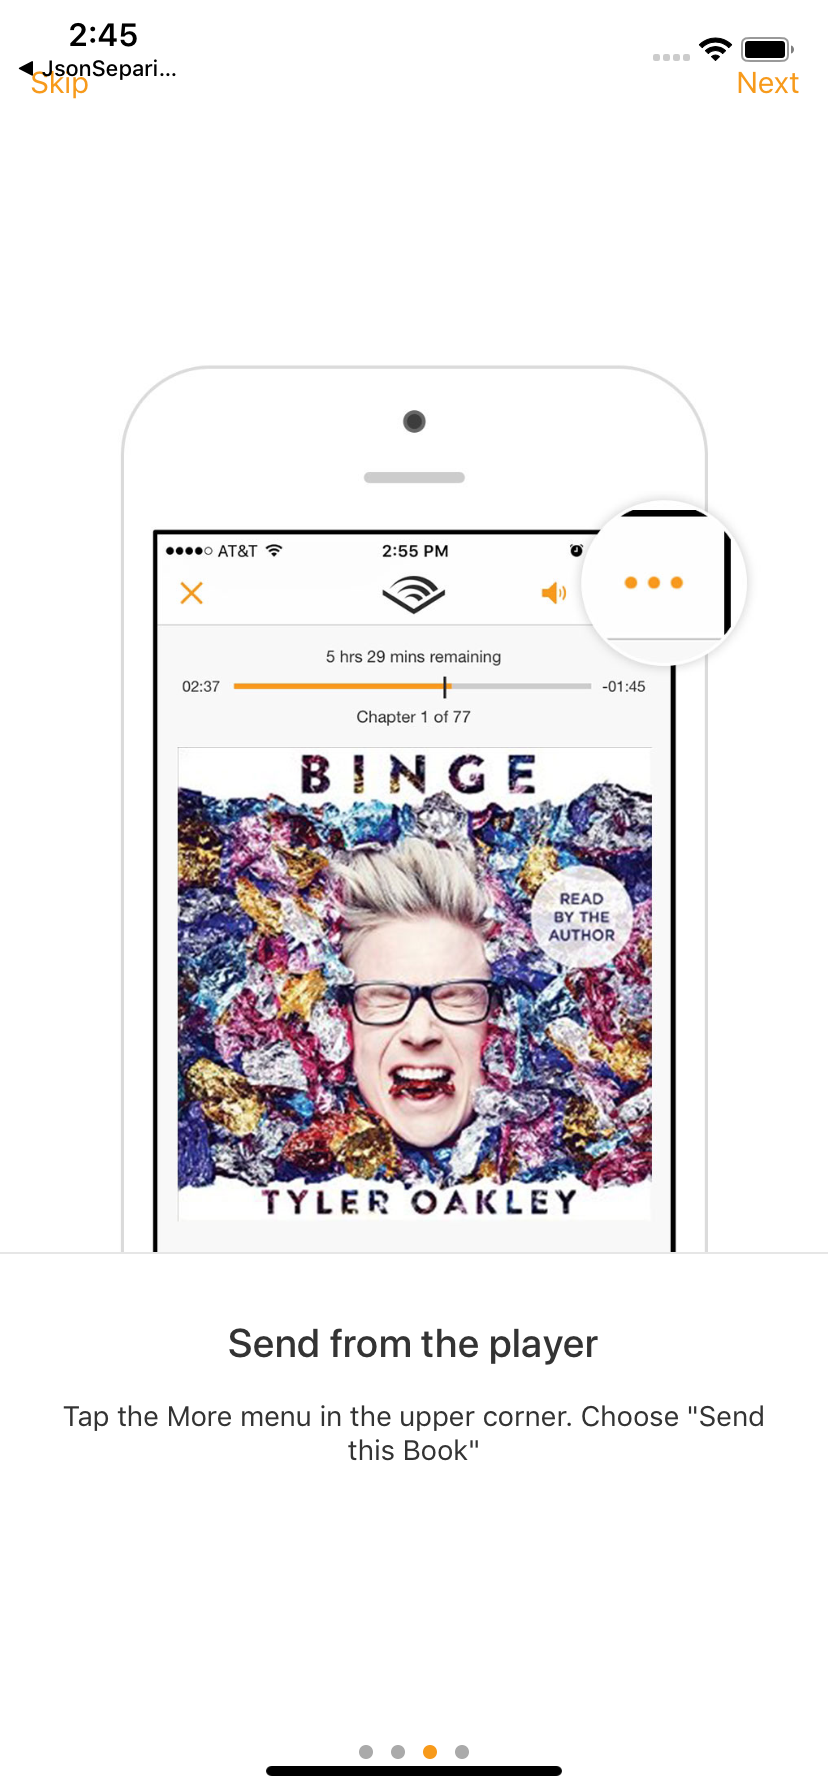 2:45
◀ JsonSepari...
Skip
Next
AT&T
2:55 PM
5 hrs 29 mins remaining
02:37
-01:45
Chapter 1 of 77
BINGE
READ
BY THE
AUTHOR
TYLER OAKLEY
Send from the player
Tap the More menu in the upper corner. Choose "Send
this Book"